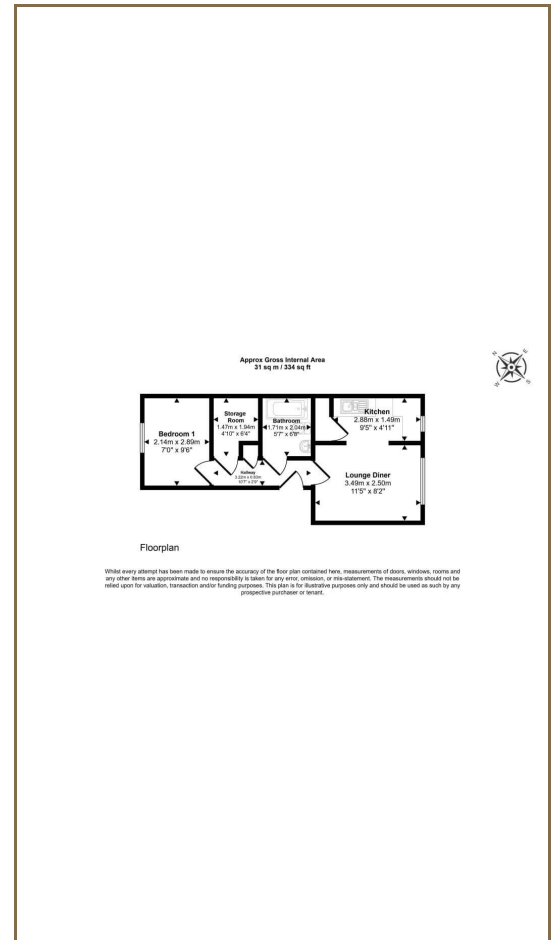 Approx Gross Internal Area
31 sq m / 334 sq ft
N
E
W
S
Bedroom 1
2.14m x 2.89m
7'0" x 9'6"
Storage
Room
1.47m x 1.94m
4'10" x 6'4"
Bathroom
1.71m x 2.04m
5'7" x 6'8"
Kitchen
2.88m x 1.49m
9'5" x 4'11"
Hallway
Lounge Diner
3.49m x 2.50m
11'5" x 8'2"
Floorplan
Whilst every attempt has been made to ensure the accuracy of the floor plan contained here, measurements of doors, windows, rooms and
any other items are approximate and no responsibility is taken for any error, omission, or mis-statement. The measurements should not be
relied upon for valuation, transaction and/or funding purposes. This plan is for illustrative purposes only and should be used as such by any
prospective purchaser or tenant.